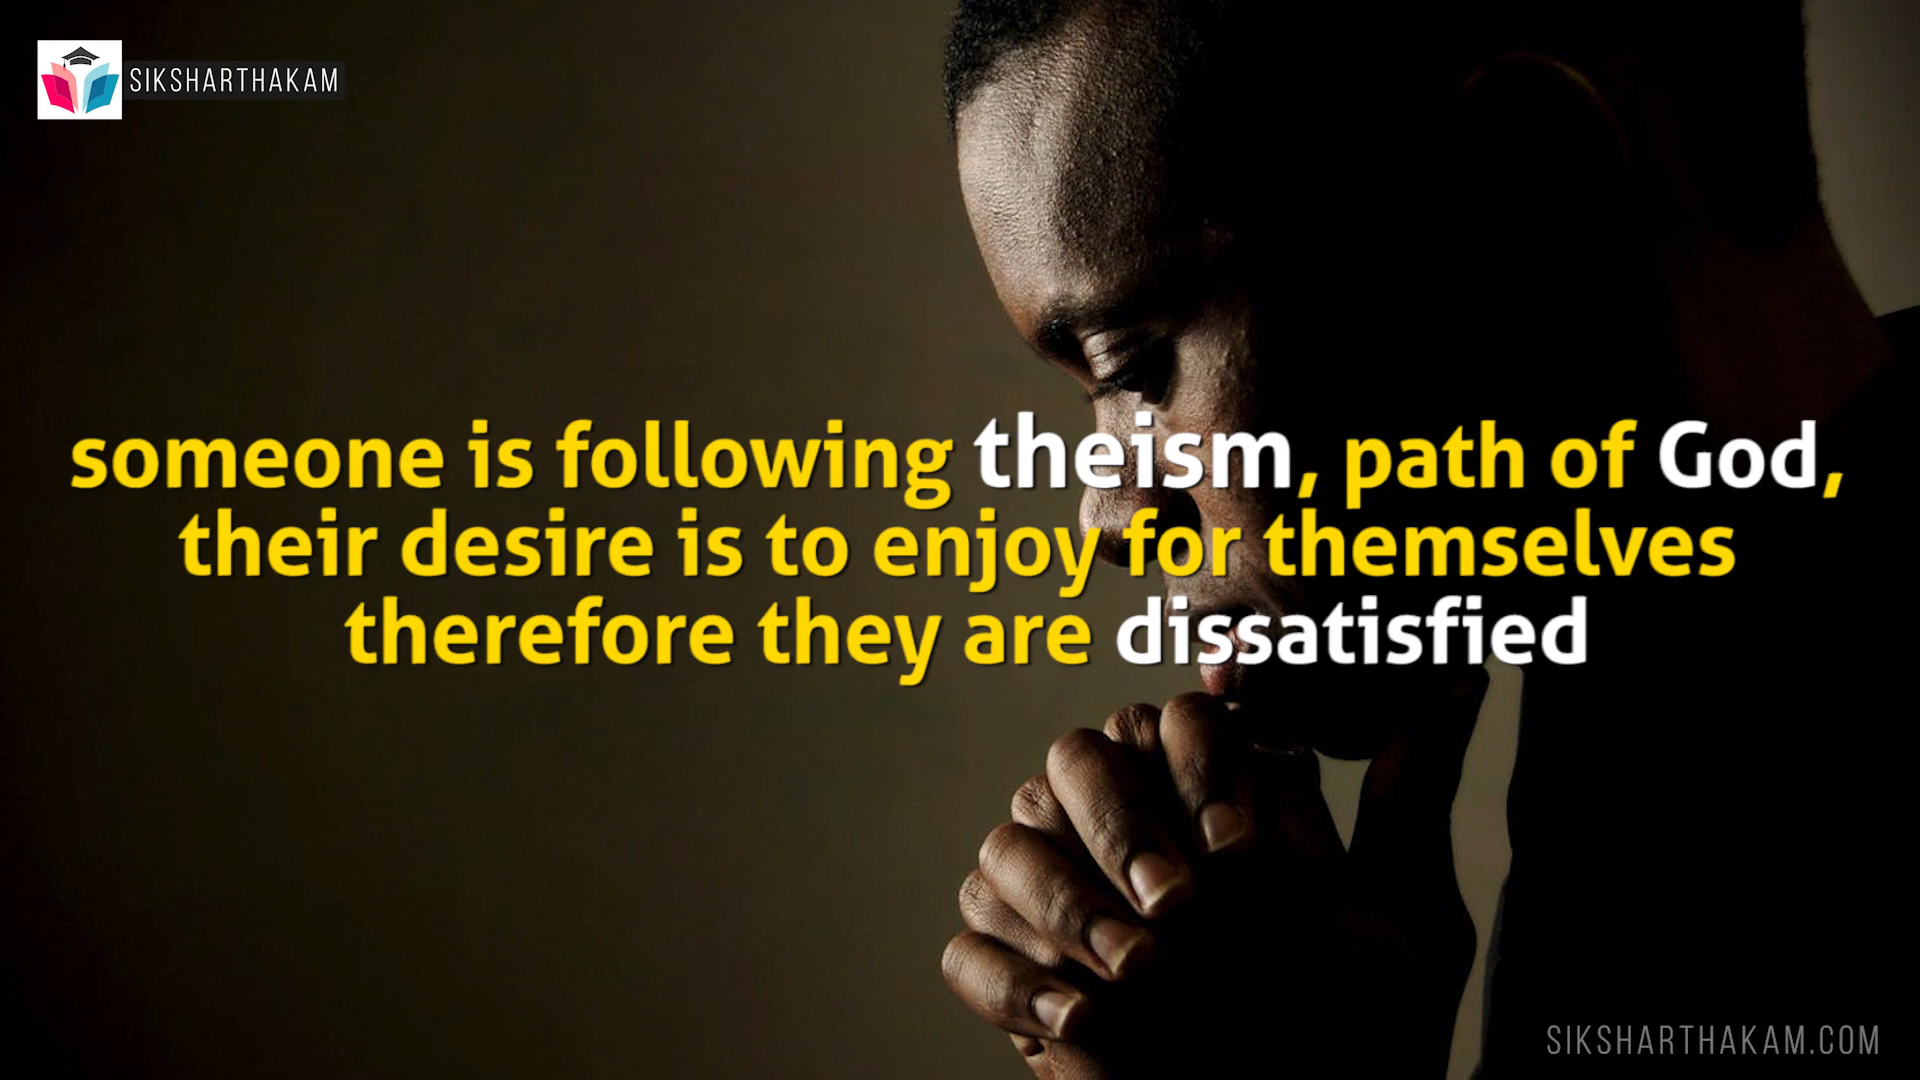 SIKSHARTHAKAM
someone is following theism, path of God,
their desire is to enjoy for themselves
therefore they are dissatisfied
SIKSHARTHAKAM.COM